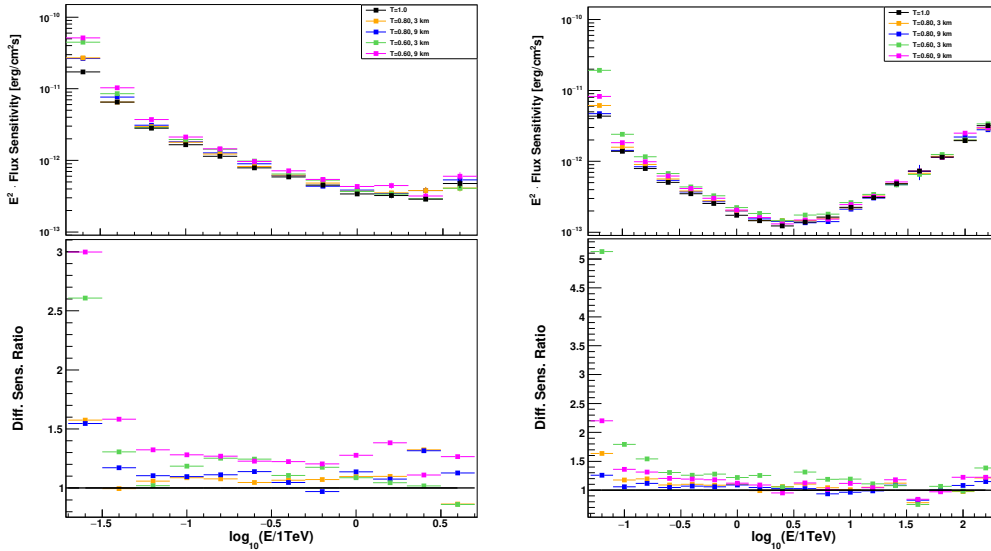 E² · Flux Sensitivity [erg/cm²s]
10⁻¹⁰
10⁻¹¹
10⁻¹²
10⁻¹³
T=1.0
T=0.80, 3 km
T=0.80, 9 km
T=0.60, 3 km
T=0.60, 9 km
Diff. Sens. Ratio
3
2.5
2
1.5
1
−1.5 −1 −0.5 0 0.5
log₁₀(E/1TeV)
E² · Flux Sensitivity [erg/cm²s]
10⁻¹⁰
10⁻¹¹
10⁻¹²
10⁻¹³
T=1.0
T=0.80, 3 km
T=0.80, 9 km
T=0.60, 3 km
T=0.60, 9 km
Diff. Sens. Ratio
5
4.5
4
3.5
3
2.5
2
1.5
1
−1 −0.5 0 0.5 1 1.5 2
log₁₀(E/1TeV)